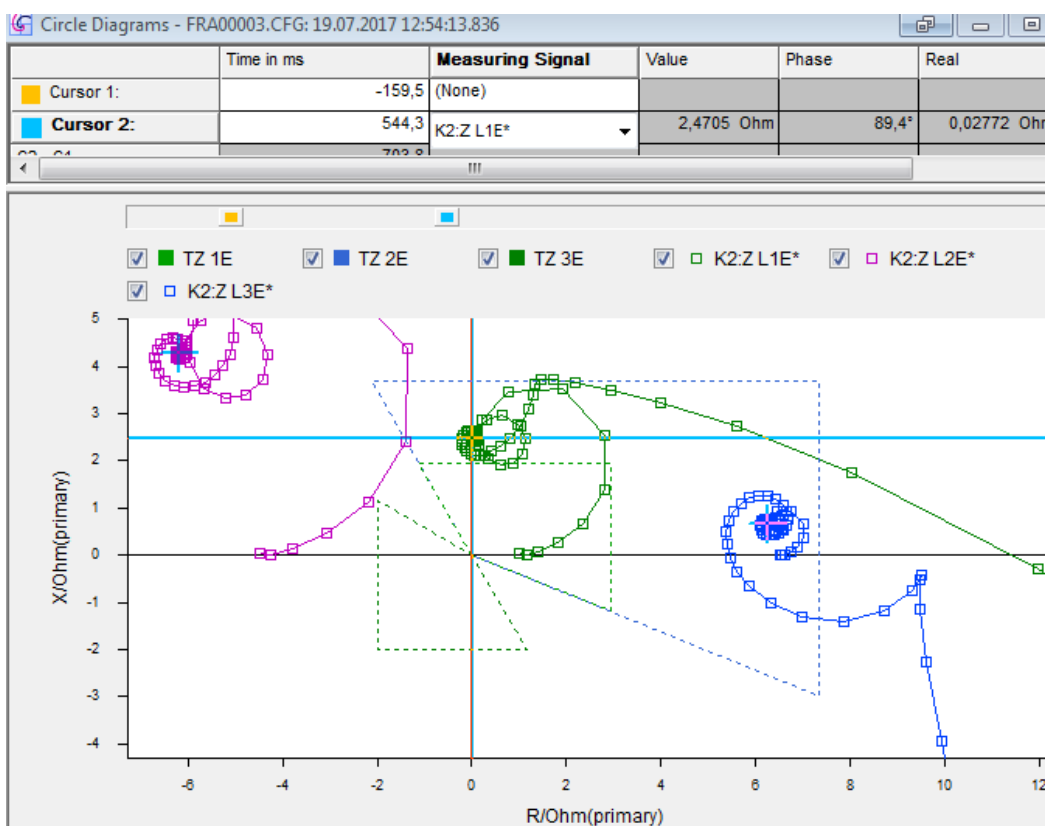 Circle Diagrams - FRA00003.CFG: 19.07.2017 12:54:13.836
Time in ms Measuring Signal Value Phase Real
Cursor 1: -159,5 (None)
Cursor 2: 544,3 K2:Z L1E* 2,4705 Ohm 89,4° 0,02772 Ohm
C2 - C1 703,8
TZ 1E TZ 2E TZ 3E K2:Z L1E* K2:Z L2E*
K2:Z L3E*
X/Ohm(primary)
5
4
3
2
1
0
-1
-2
-3
-4
-6 -4 -2 0 2 4 6 8 10 12
R/Ohm(primary)